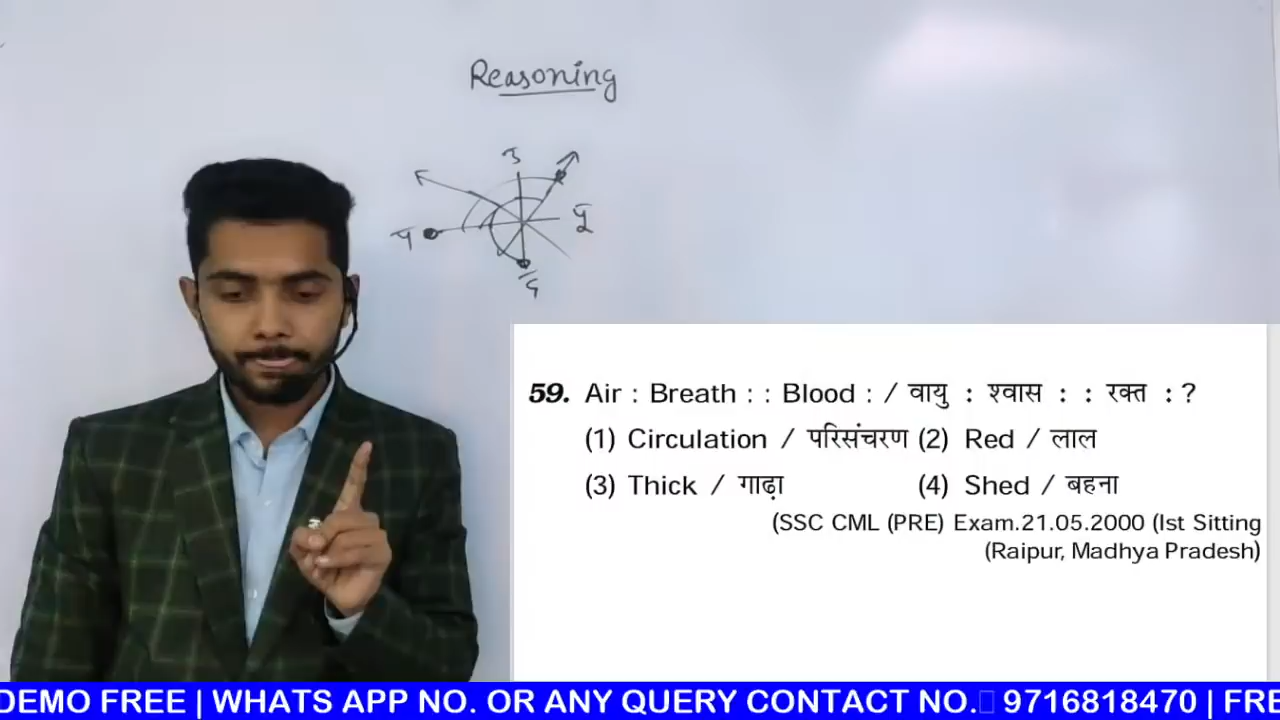 Reasoning
उ
पू
प
द
59. Air : Breath : : Blood : / वायु : श्वास : : रक्त : ?
(1) Circulation / परिसंचरण (2) Red / लाल
(3) Thick / गाढ़ा (4) Shed / बहना
(SSC CML (PRE) Exam.21.05.2000 (Ist Sitting
(Raipur, Madhya Pradesh)
DEMO FREE | WHATS APP NO. OR ANY QUERY CONTACT NO. 9716818470 | FRE